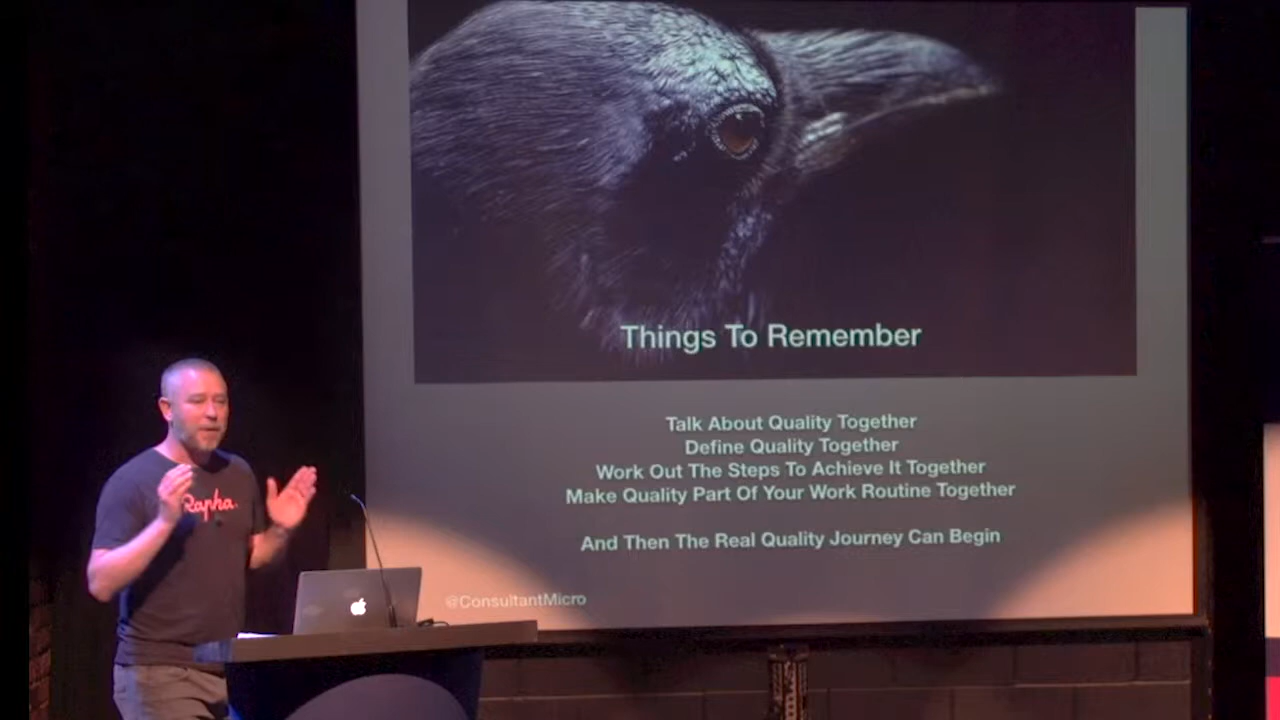 Things To Remember
Talk About Quality Together
Define Quality Together
Work Out The Steps To Achieve It Together
Make Quality Part Of Your Work Routine Together
And Then The Real Quality Journey Can Begin
@ConsultantMicro
Rapha.